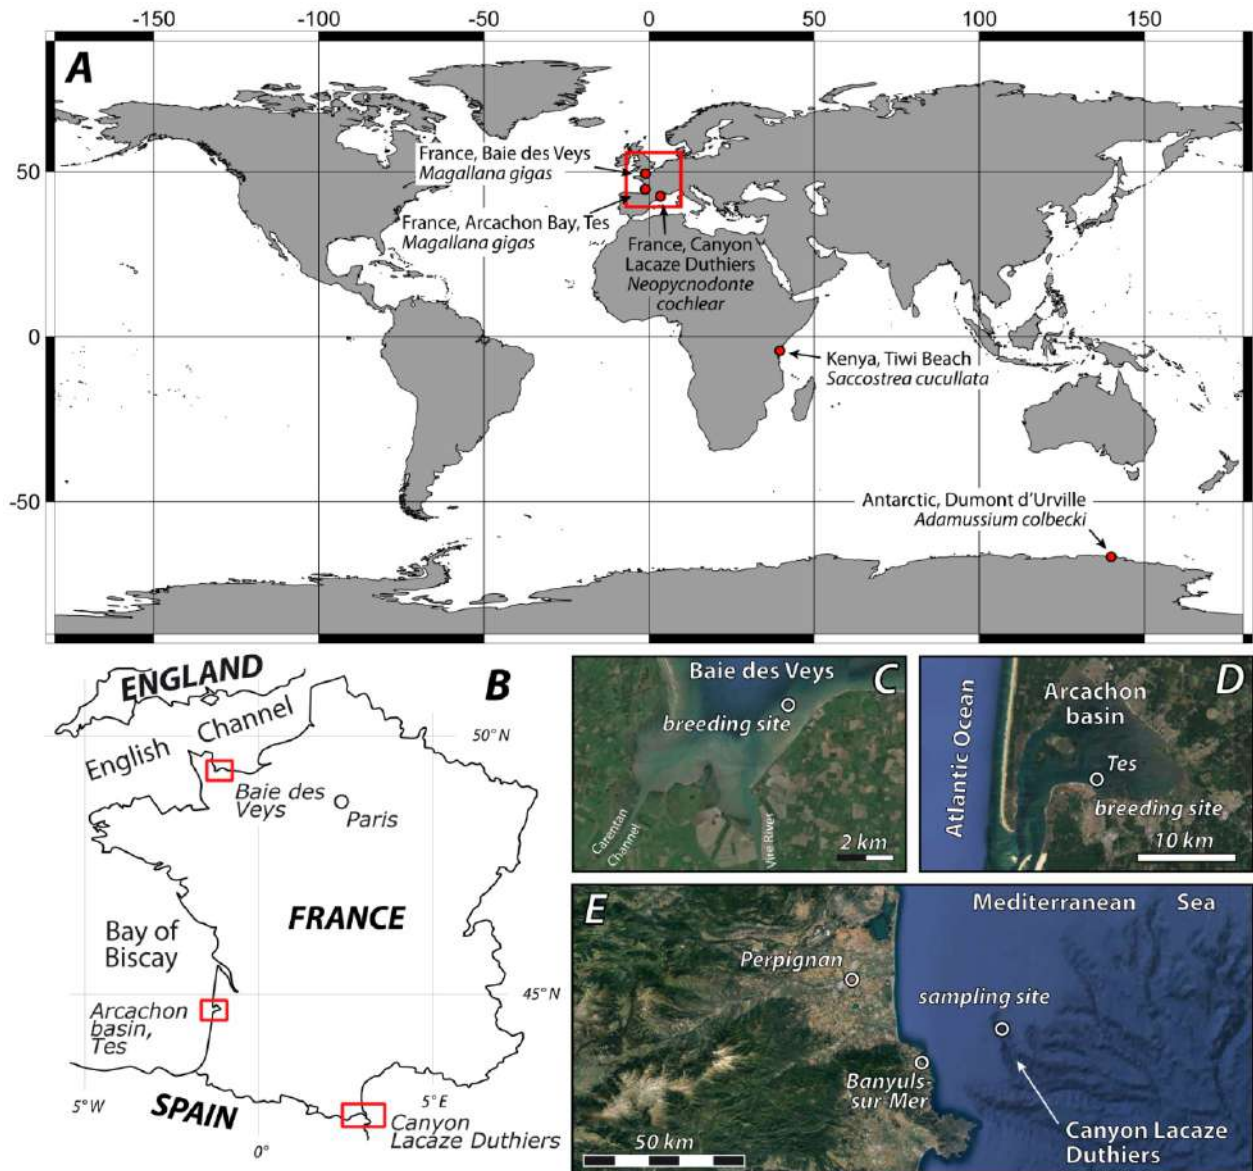 -150
-100
-50
0
50
100
150
A
50
0
-50
France, Baie des Veys
Magallana gigas
France, Arcachon Bay, Tes
Magallana gigas
France, Canyon
Lacaze Duthiers
Neopycnodonte
cochlear
Kenya, Tiwi Beach
Saccostrea cucullata
Antarctic, Dumont d'Urville
Adamussium colbecki
B
ENGLAND
English Channel
50° N
Baie des
Veys
Paris
FRANCE
Bay of
Biscay
45° N
Arcachon
basin,
Tes
5° W
SPAIN
0°
5° E
Canyon
Lacaze Duthiers
C
Baie des Veys
breeding site
Carentan
Channel
Vire River
2 km
D
Atlantic Ocean
Arcachon
basin
Tes
breeding site
10 km
E
Mediterranean Sea
Perpignan
sampling site
Banyuls-
sur-Mer
50 km
Canyon Lacaze
Duthiers